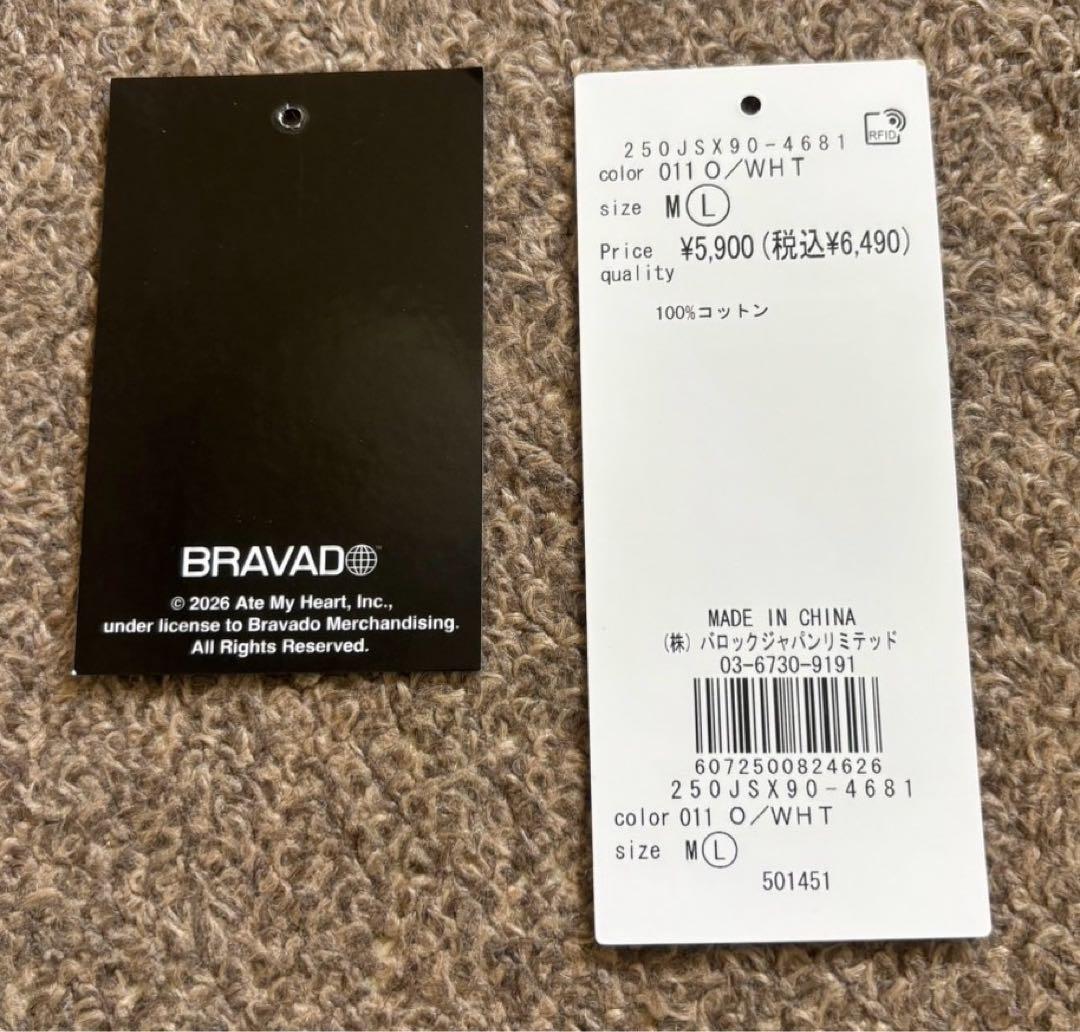 BRAVADO
© 2026 Ate My Heart, Inc.,
under license to Bravado Merchandising.
All Rights Reserved.
RFID
250JSX90-4681
color 011 O/WHT
size M L
Price ¥5,900(税込¥6,490)
quality
100%コットン
MADE IN CHINA
(株)バロックジャパンリミテッド
03-6730-9191
6072500824626
250JSX90-4681
color 011 O/WHT
size M L
501451